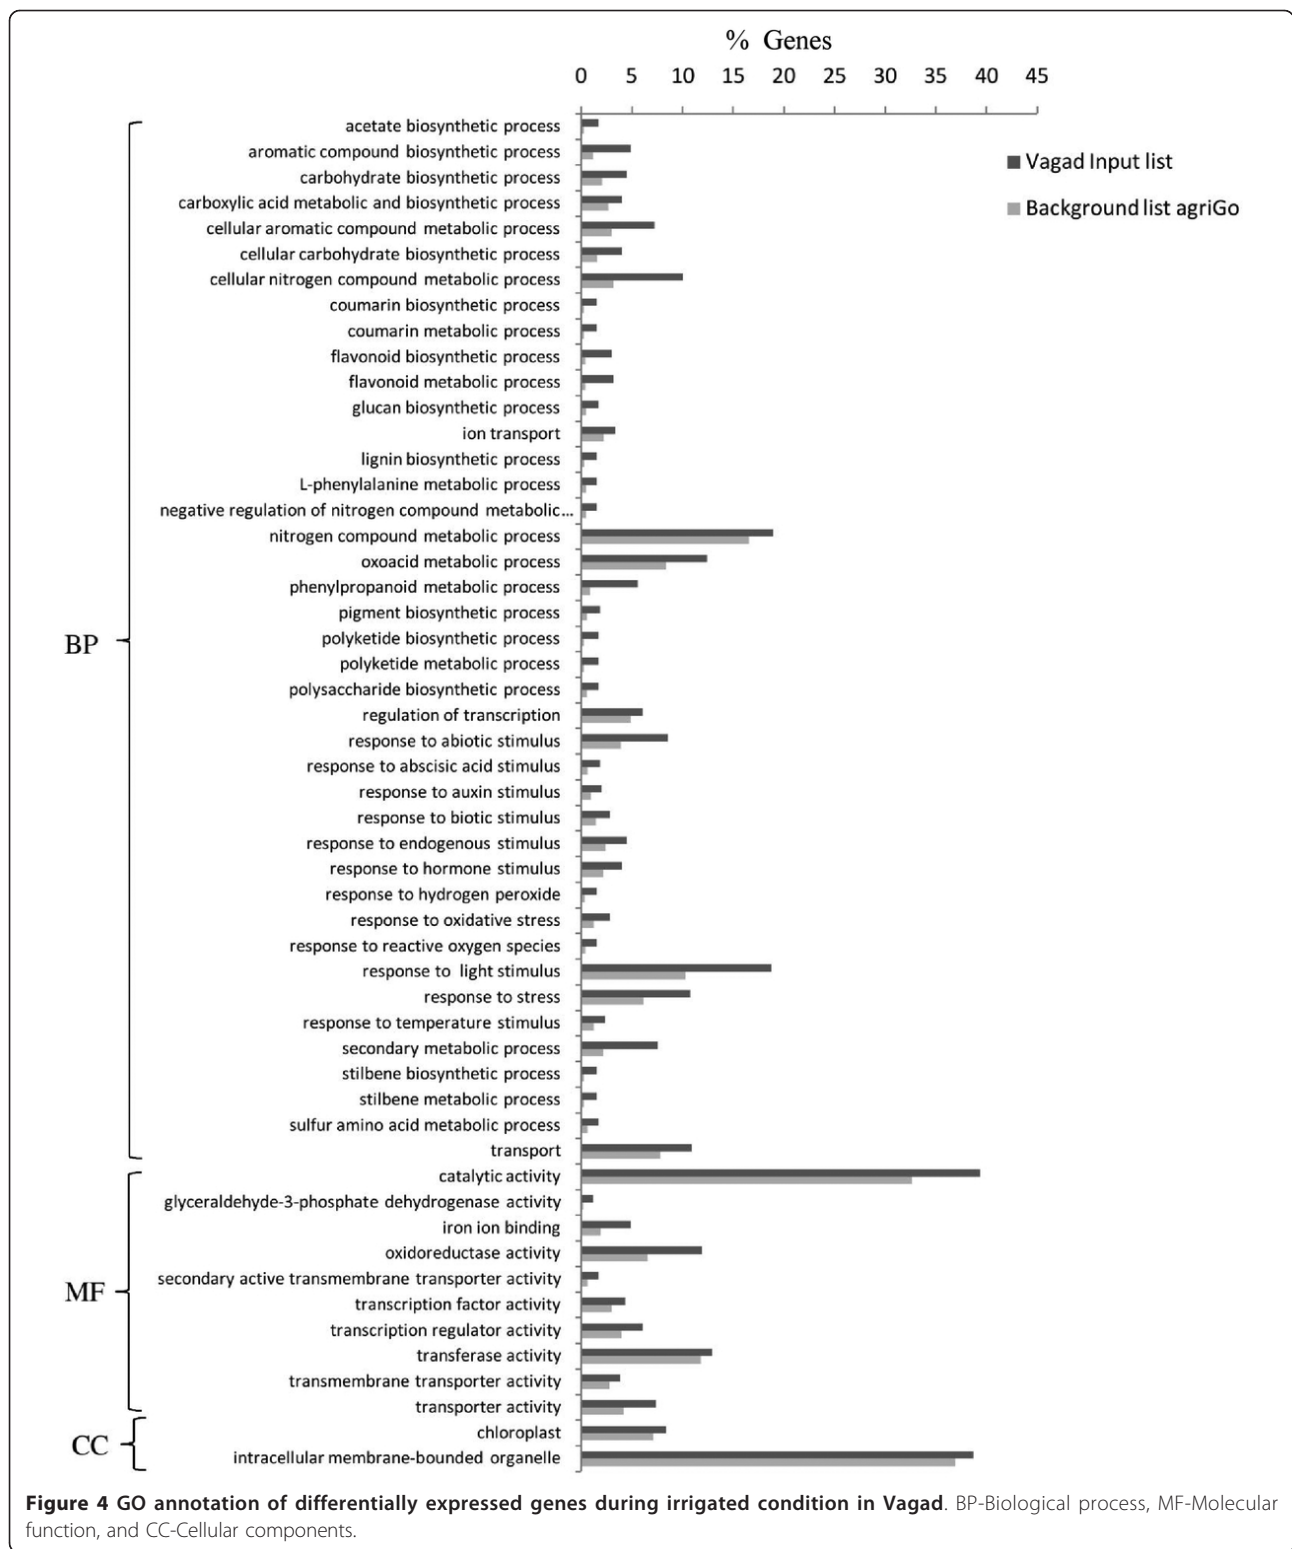 % Genes
0 5 10 15 20 25 30 35 40 45
Vagad Input list
Background list agriGo
BP
acetate biosynthetic process
aromatic compound biosynthetic process
carbohydrate biosynthetic process
carboxylic acid metabolic and biosynthetic process
cellular aromatic compound metabolic process
cellular carbohydrate biosynthetic process
cellular nitrogen compound metabolic process
coumarin biosynthetic process
coumarin metabolic process
flavonoid biosynthetic process
flavonoid metabolic process
glucan biosynthetic process
ion transport
lignin biosynthetic process
L-phenylalanine metabolic process
negative regulation of nitrogen compound metabolic...
nitrogen compound metabolic process
oxoacid metabolic process
phenylpropanoid metabolic process
pigment biosynthetic process
polyketide biosynthetic process
polyketide metabolic process
polysaccharide biosynthetic process
regulation of transcription
response to abiotic stimulus
response to abscisic acid stimulus
response to auxin stimulus
response to biotic stimulus
response to endogenous stimulus
response to hormone stimulus
response to hydrogen peroxide
response to oxidative stress
response to reactive oxygen species
response to light stimulus
response to stress
response to temperature stimulus
secondary metabolic process
stilbene biosynthetic process
stilbene metabolic process
sulfur amino acid metabolic process
transport
MF
catalytic activity
glyceraldehyde-3-phosphate dehydrogenase activity
iron ion binding
oxidoreductase activity
secondary active transmembrane transporter activity
transcription factor activity
transcription regulator activity
transferase activity
transmembrane transporter activity
transporter activity
CC
chloroplast
intracellular membrane-bounded organelle
Figure 4 GO annotation of differentially expressed genes during irrigated condition in Vagad. BP-Biological process, MF-Molecular
function, and CC-Cellular components.